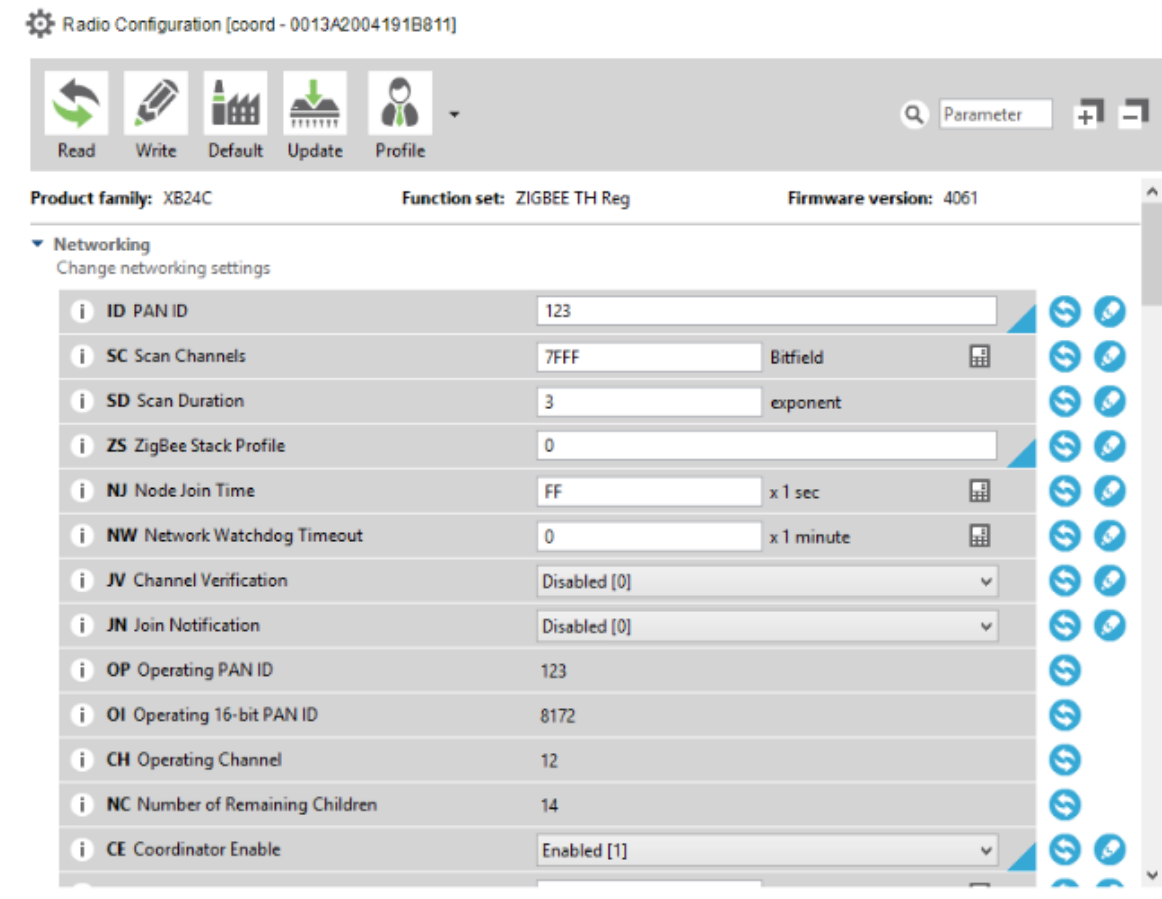 Radio Configuration [coord - 0013A2004191B811]
Read Write Default Update Profile Parameter
Product family: XB24C Function set: ZIGBEE TH Reg Firmware version: 4061
Networking
Change networking settings
i ID PAN ID 123
i SC Scan Channels 7FFF Bitfield
i SD Scan Duration 3 exponent
i ZS ZigBee Stack Profile 0
i NJ Node Join Time FF x 1 sec
i NW Network Watchdog Timeout 0 x 1 minute
i JV Channel Verification Disabled [0]
i JN Join Notification Disabled [0]
i OP Operating PAN ID 123
i OI Operating 16-bit PAN ID 8172
i CH Operating Channel 12
i NC Number of Remaining Children 14
i CE Coordinator Enable Enabled [1]